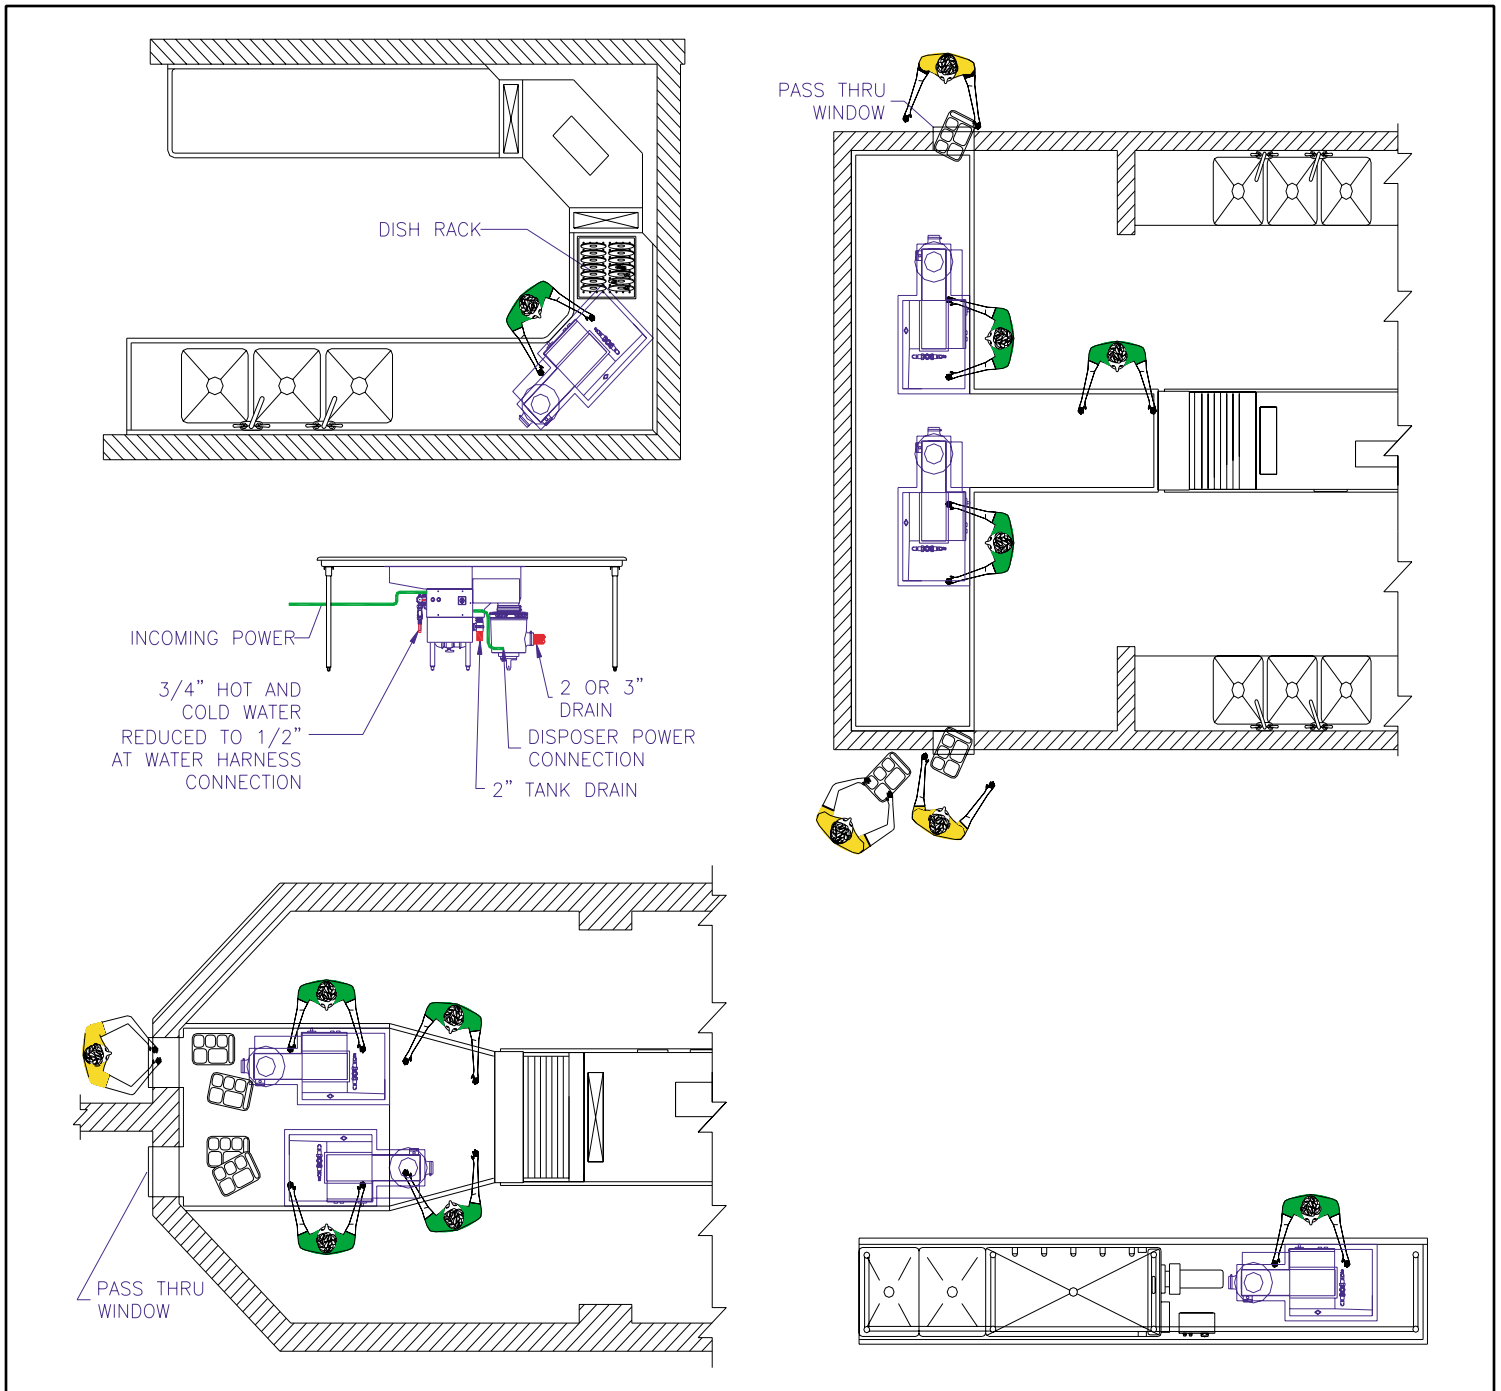 PASS THRU
WINDOW
DISH RACK
INCOMING POWER
3/4" HOT AND
COLD WATER
REDUCED TO 1/2"
AT WATER HARNESS
CONNECTION
2 OR 3"
DRAIN
DISPOSER POWER
CONNECTION
2" TANK DRAIN
PASS THRU
WINDOW